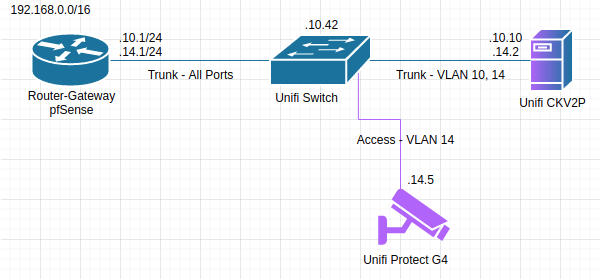 192.168.0.0/16
.10.42
.10.1/24
.14.1/24
.10.10
.14.2
Trunk - All Ports
Trunk - VLAN 10, 14
Router-Gateway
pfSense
Unifi Switch
Unifi CKV2P
Access - VLAN 14
.14.5
Unifi Protect G4